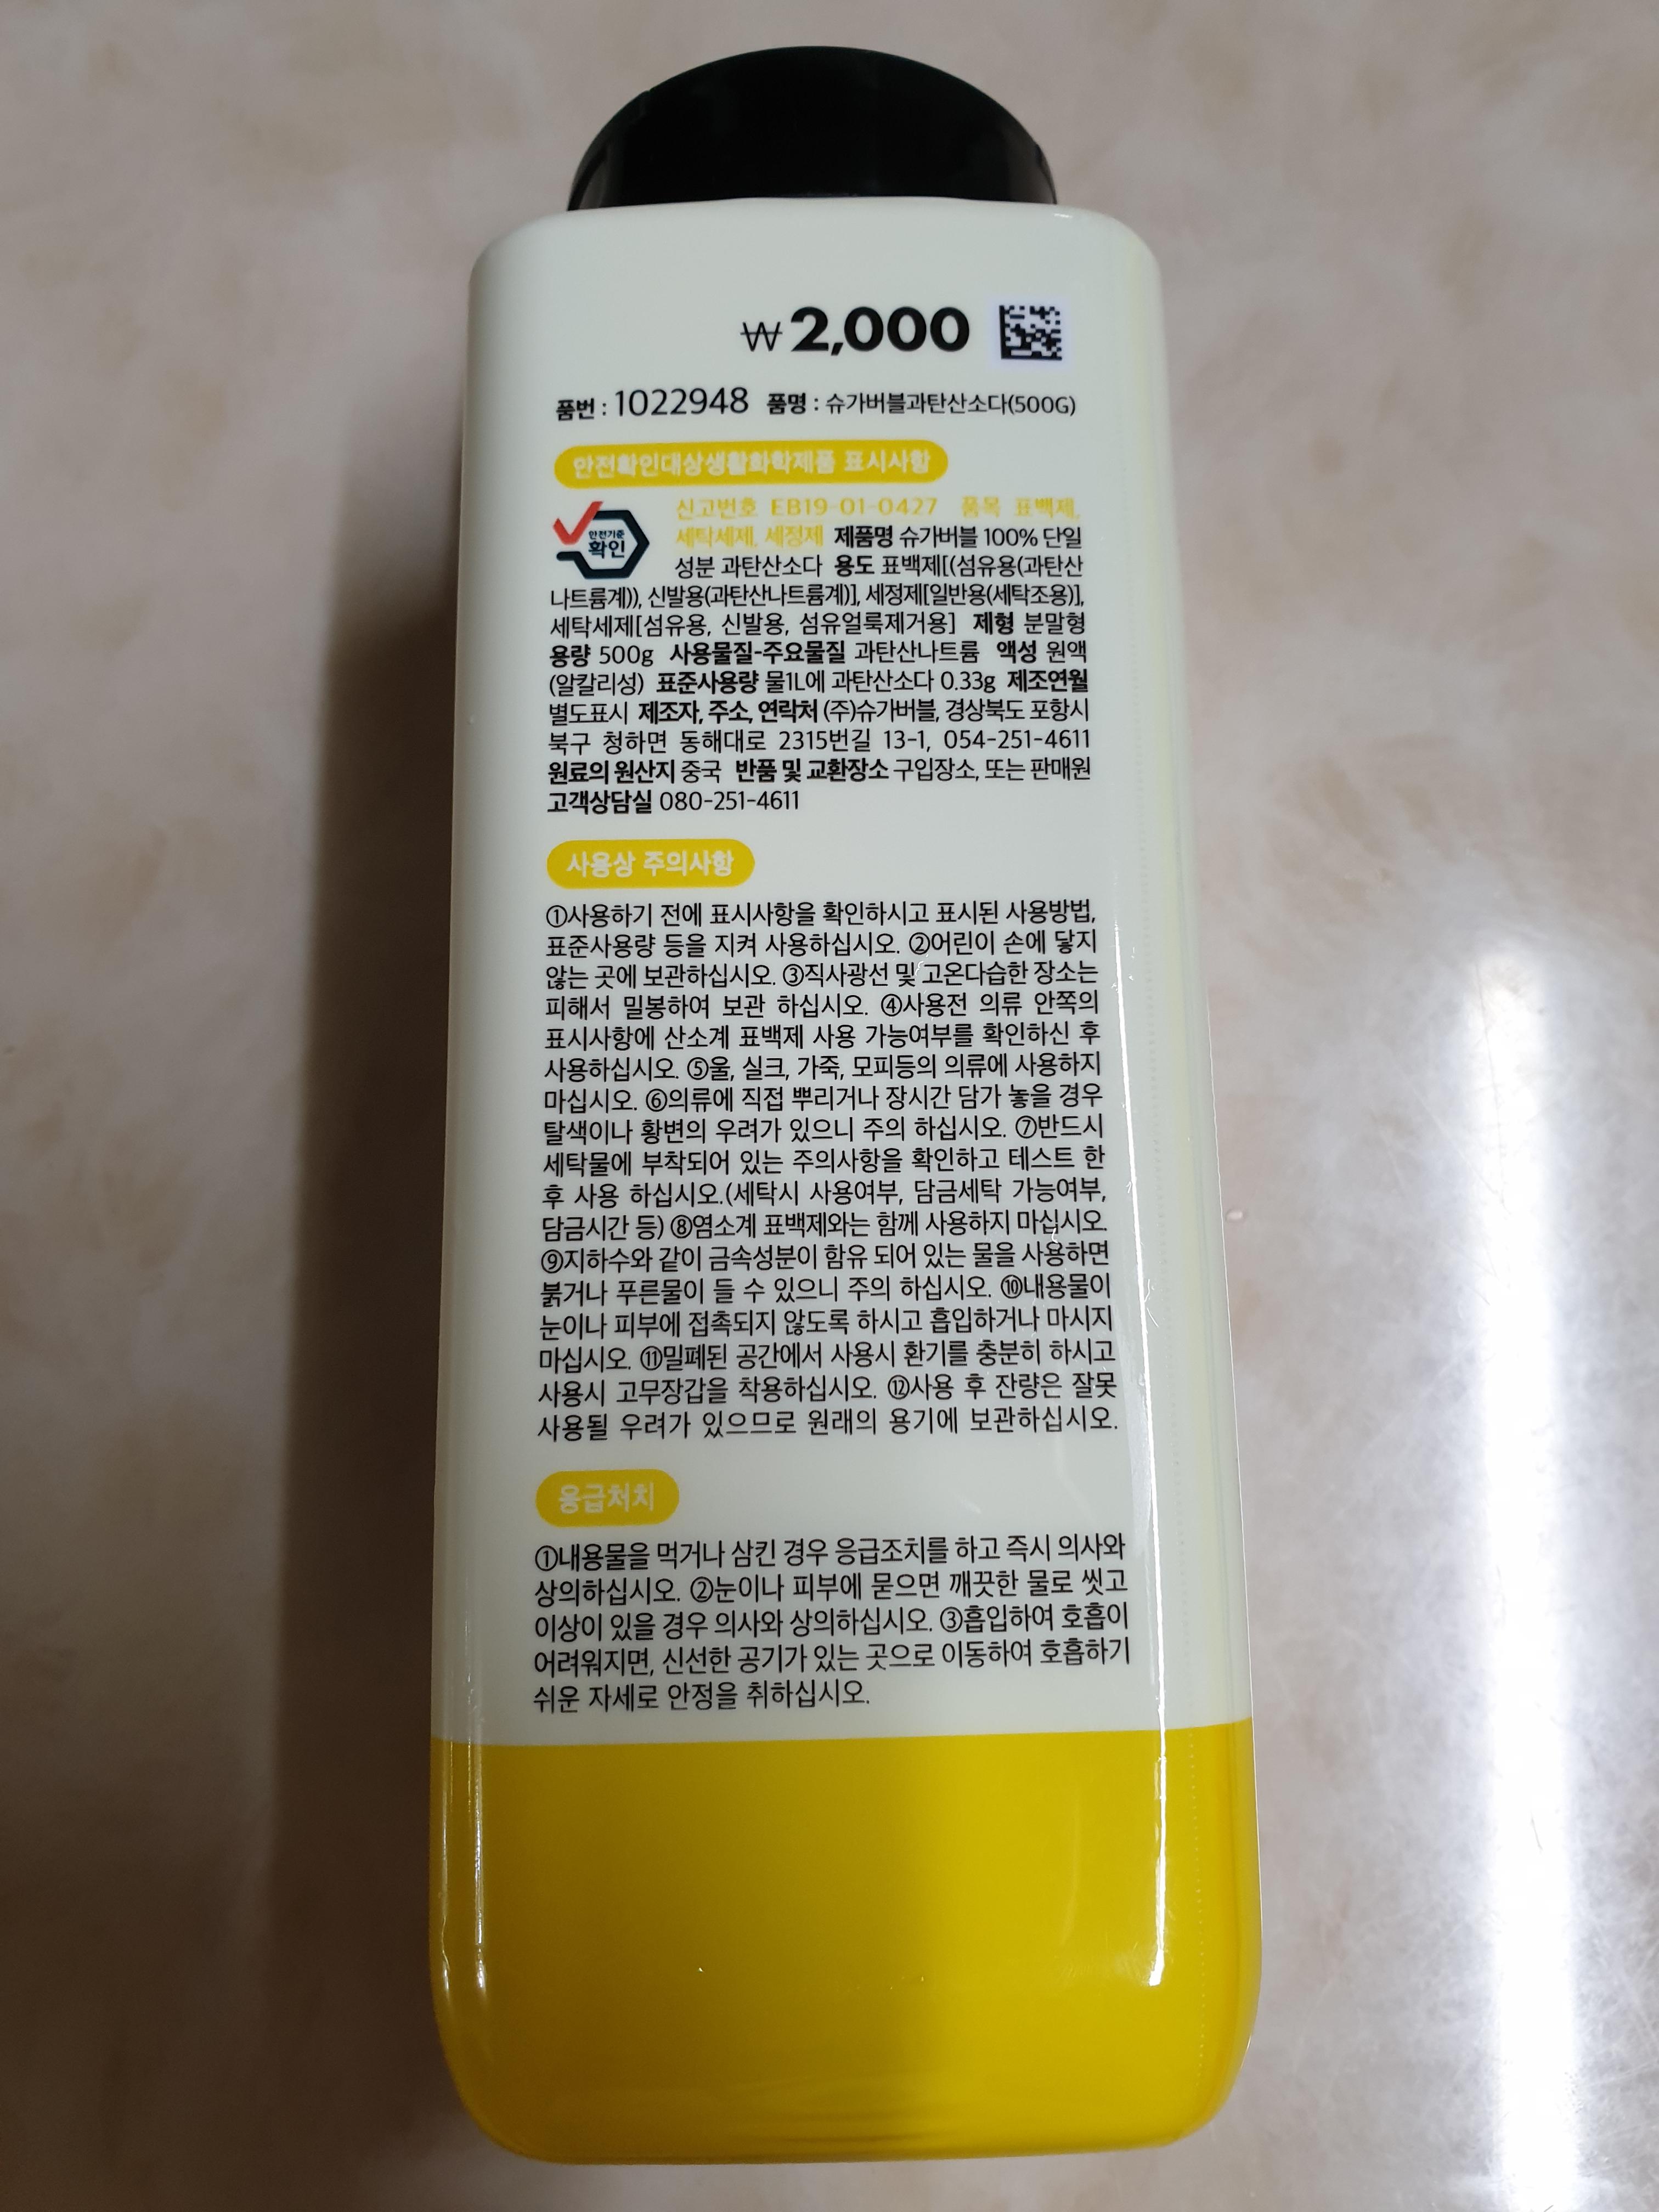 ₩2,000
품번 : 1022948 품명 : 슈가버블과탄산소다(500G)
안전확인대상생활화학제품 표시사항
안전기준
확인
신고번호 EB19-01-0427 품목 표백제,
세탁세제, 세정제 제품명 슈가버블 100% 단일
성분 과탄산소다 용도 표백제[(섬유용(과탄산
나트륨계)), 신발용(과탄산나트륨계)], 세정제[일반용(세탁조용)],
세탁세제[섬유용, 신발용, 섬유얼룩제거용] 제형 분말형
용량 500g 사용물질-주요물질 과탄산나트륨 액성 원액
(알칼리성) 표준사용량 물1L에 과탄산소다 0.33g 제조연월
별도표시 제조자, 주소, 연락처 (주)슈가버블, 경상북도 포항시
북구 청하면 동해대로 2315번길 13-1, 054-251-4611
원료의 원산지 중국 반품 및 교환장소 구입장소, 또는 판매원
고객상담실 080-251-4611
사용상 주의사항
①사용하기 전에 표시사항을 확인하시고 표시된 사용방법,
표준사용량 등을 지켜 사용하십시오. ②어린이 손에 닿지
않는 곳에 보관하십시오. ③직사광선 및 고온다습한 장소는
피해서 밀봉하여 보관 하십시오. ④사용전 의류 안쪽의
표시사항에 산소계 표백제 사용 가능여부를 확인하신 후
사용하십시오. ⑤울, 실크, 가죽, 모피등의 의류에 사용하지
마십시오. ⑥의류에 직접 뿌리거나 장시간 담가 놓을 경우
탈색이나 황변의 우려가 있으니 주의 하십시오. ⑦반드시
세탁물에 부착되어 있는 주의사항을 확인하고 테스트 한
후 사용 하십시오.(세탁시 사용여부, 담금세탁 가능여부,
담금시간 등) ⑧염소계 표백제와는 함께 사용하지 마십시오.
⑨지하수와 같이 금속성분이 함유 되어 있는 물을 사용하면
붉거나 푸른물이 들 수 있으니 주의 하십시오. ⑩내용물이
눈이나 피부에 접촉되지 않도록 하시고 흡입하거나 마시지
마십시오. ⑪밀폐된 공간에서 사용시 환기를 충분히 하시고
사용시 고무장갑을 착용하십시오. ⑫사용 후 잔량은 잘못
사용될 우려가 있으므로 원래의 용기에 보관하십시오.
응급처치
①내용물을 먹거나 삼킨 경우 응급조치를 하고 즉시 의사와
상의하십시오. ②눈이나 피부에 묻으면 깨끗한 물로 씻고
이상이 있을 경우 의사와 상의하십시오. ③흡입하여 호흡이
어려워지면, 신선한 공기가 있는 곳으로 이동하여 호흡하기
쉬운 자세로 안정을 취하십시오.